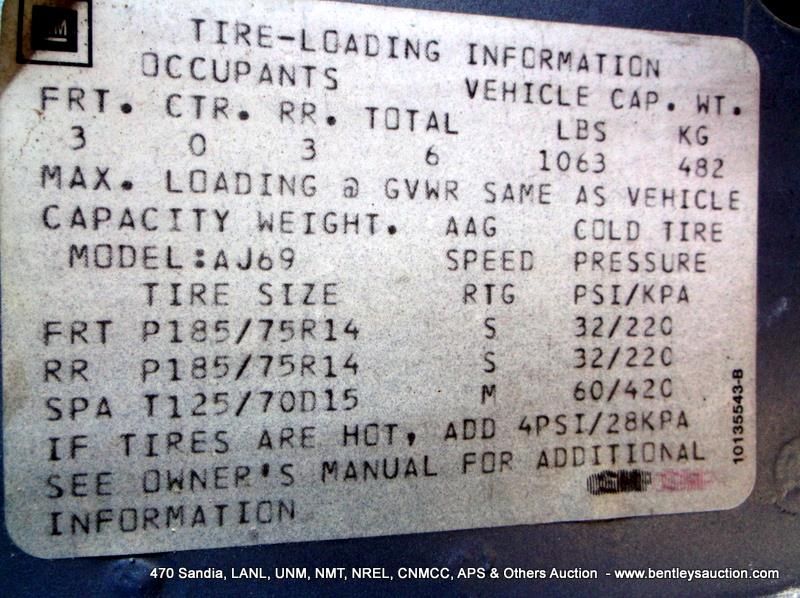 GM
TIRE-LOADING INFORMATION
OCCUPANTS VEHICLE CAP. WT.
FRT. CTR. RR. TOTAL LBS KG
3 0 3 6 1063 482
MAX. LOADING @ GVWR SAME AS VEHICLE
CAPACITY WEIGHT. AAG COLD TIRE
MODEL:AJ69 SPEED PRESSURE
TIRE SIZE RTG PSI/KPA
FRT P185/75R14 S 32/220
RR P185/75R14 S 32/220
SPA T125/70D15 M 60/420
IF TIRES ARE HOT, ADD 4PSI/28KPA
SEE OWNER'S MANUAL FOR ADDITIONAL
INFORMATION
10135543-B
470 Sandia, LANL, UNM, NMT, NREL, CNMCC, APS & Others Auction - www.bentleysauction.com